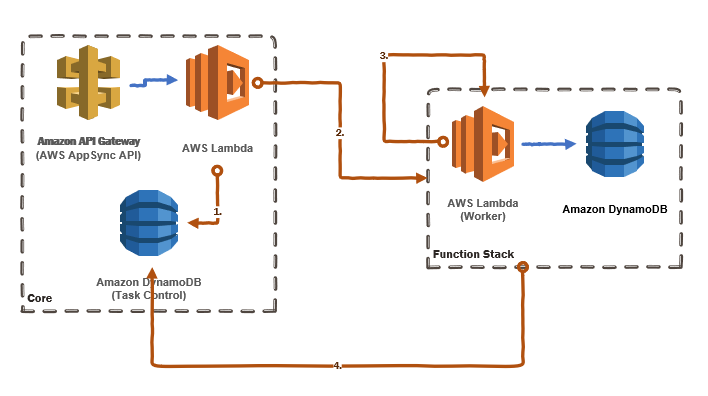 3.
Amazon API Gateway
(AWS AppSync API)
AWS Lambda
2.
AWS Lambda
(Worker)
Amazon DynamoDB
1.
Function Stack
Amazon DynamoDB
(Task Control)
Core
4.